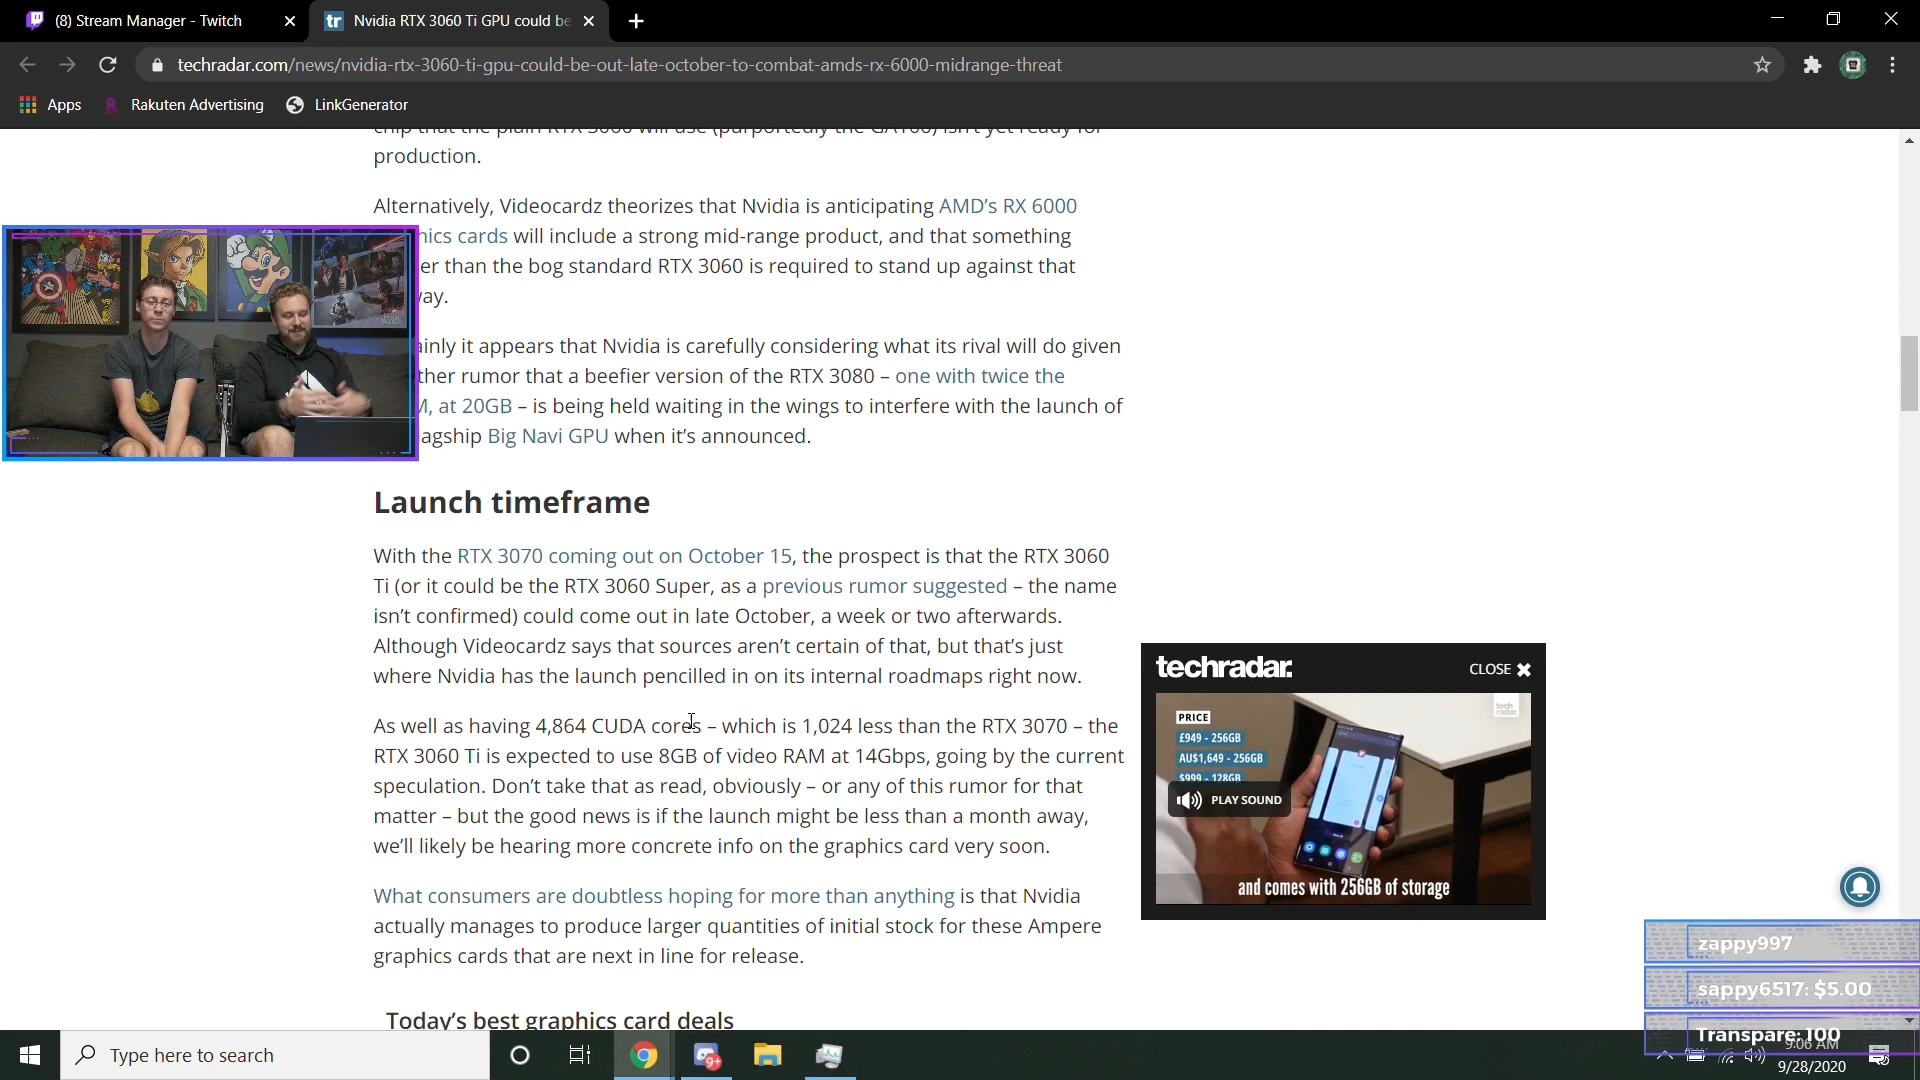 (8) Stream Manager - Twitch
tr Nvidia RTX 3060 Ti GPU could be
techradar.com/news/nvidia-rtx-3060-ti-gpu-could-be-out-late-october-to-combat-amds-rx-6000-midrange-threat
Apps
R Rakuten Advertising
LinkGenerator
production.
Alternatively, Videocardz theorizes that Nvidia is anticipating AMD's RX 6000
hics cards will include a strong mid-range product, and that something
er than the bog standard RTX 3060 is required to stand up against that
ay.
ainly it appears that Nvidia is carefully considering what its rival will do given
ther rumor that a beefier version of the RTX 3080 – one with twice the
M, at 20GB – is being held waiting in the wings to interfere with the launch of
agship Big Navi GPU when it's announced.
Launch timeframe
With the RTX 3070 coming out on October 15, the prospect is that the RTX 3060
Ti (or it could be the RTX 3060 Super, as a previous rumor suggested – the name
isn't confirmed) could come out in late October, a week or two afterwards.
Although Videocardz says that sources aren't certain of that, but that's just
where Nvidia has the launch pencilled in on its internal roadmaps right now.
As well as having 4,864 CUDA cores – which is 1,024 less than the RTX 3070 – the
RTX 3060 Ti is expected to use 8GB of video RAM at 14Gbps, going by the current
speculation. Don't take that as read, obviously – or any of this rumor for that
matter – but the good news is if the launch might be less than a month away,
we'll likely be hearing more concrete info on the graphics card very soon.
What consumers are doubtless hoping for more than anything is that Nvidia
actually manages to produce larger quantities of initial stock for these Ampere
graphics cards that are next in line for release.
Today's best graphics card deals
techradar.
CLOSE
tech radar.
PRICE
£949 - 256GB
AU$1,649 - 256GB
$999 - 128GB
PLAY SOUND
and comes with 256GB of storage
zappy997
sappy6517: $5.00
Transpare: 100
Type here to search
9+
9:06 AM
9/28/2020